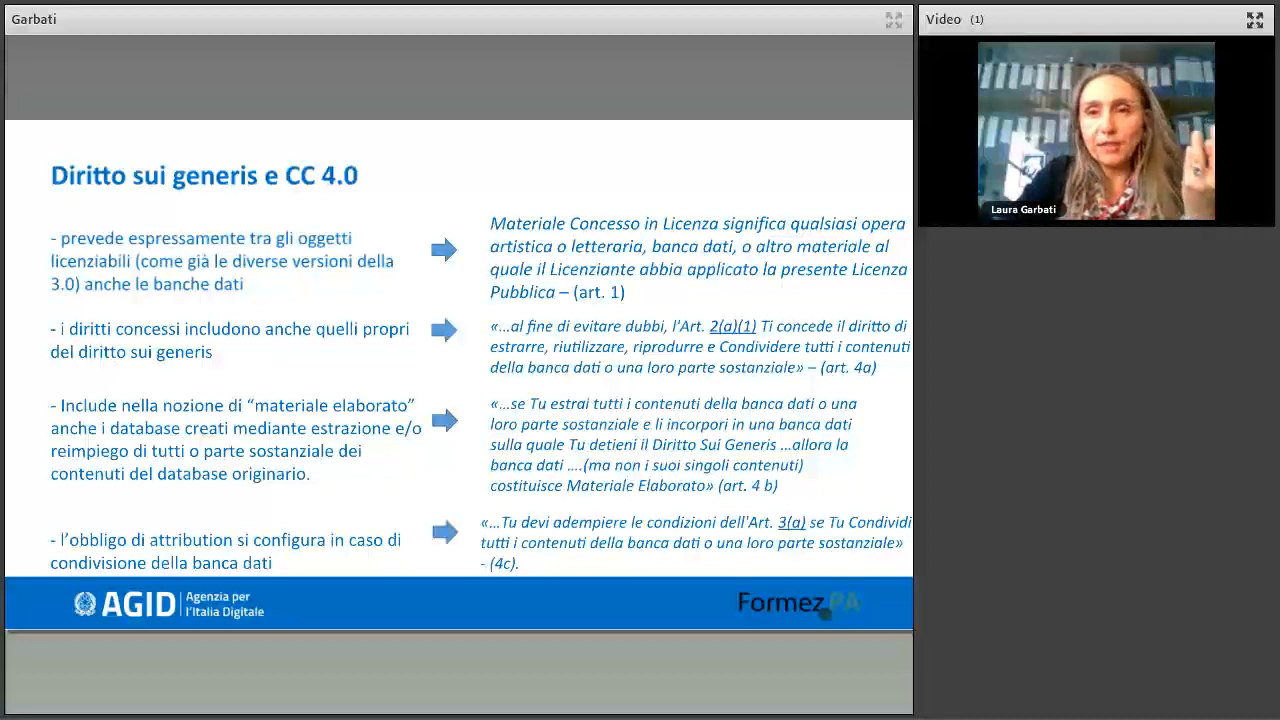 Garbati
Video (1)
Laura Garbati
Diritto sui generis e CC 4.0
- prevede espressamente tra gli oggetti
licenziabili (come già le diverse versioni della
3.0) anche le banche dati
Materiale Concesso in Licenza significa qualsiasi opera
artistica o letteraria, banca dati, o altro materiale al
quale il Licenziante abbia applicato la presente Licenza
Pubblica – (art. 1)
- i diritti concessi includono anche quelli propri
del diritto sui generis
«…al fine di evitare dubbi, l'Art. 2(a)(1) Ti concede il diritto di
estrarre, riutilizzare, riprodurre e Condividere tutti i contenuti
della banca dati o una loro parte sostanziale» – (art. 4a)
- Include nella nozione di “materiale elaborato”
anche i database creati mediante estrazione e/o
reimpiego di tutti o parte sostanziale dei
contenuti del database originario.
«…se Tu estrai tutti i contenuti della banca dati o una
loro parte sostanziale e li incorpori in una banca dati
sulla quale Tu detieni il Diritto Sui Generis …allora la
banca dati ….(ma non i suoi singoli contenuti)
costituisce Materiale Elaborato» (art. 4 b)
- l’obbligo di attribution si configura in caso di
condivisione della banca dati
«…Tu devi adempiere le condizioni dell'Art. 3(a) se Tu Condividi
tutti i contenuti della banca dati o una loro parte sostanziale»
- (4c).
AGID
Agenzia per
l’Italia Digitale
Formez PA